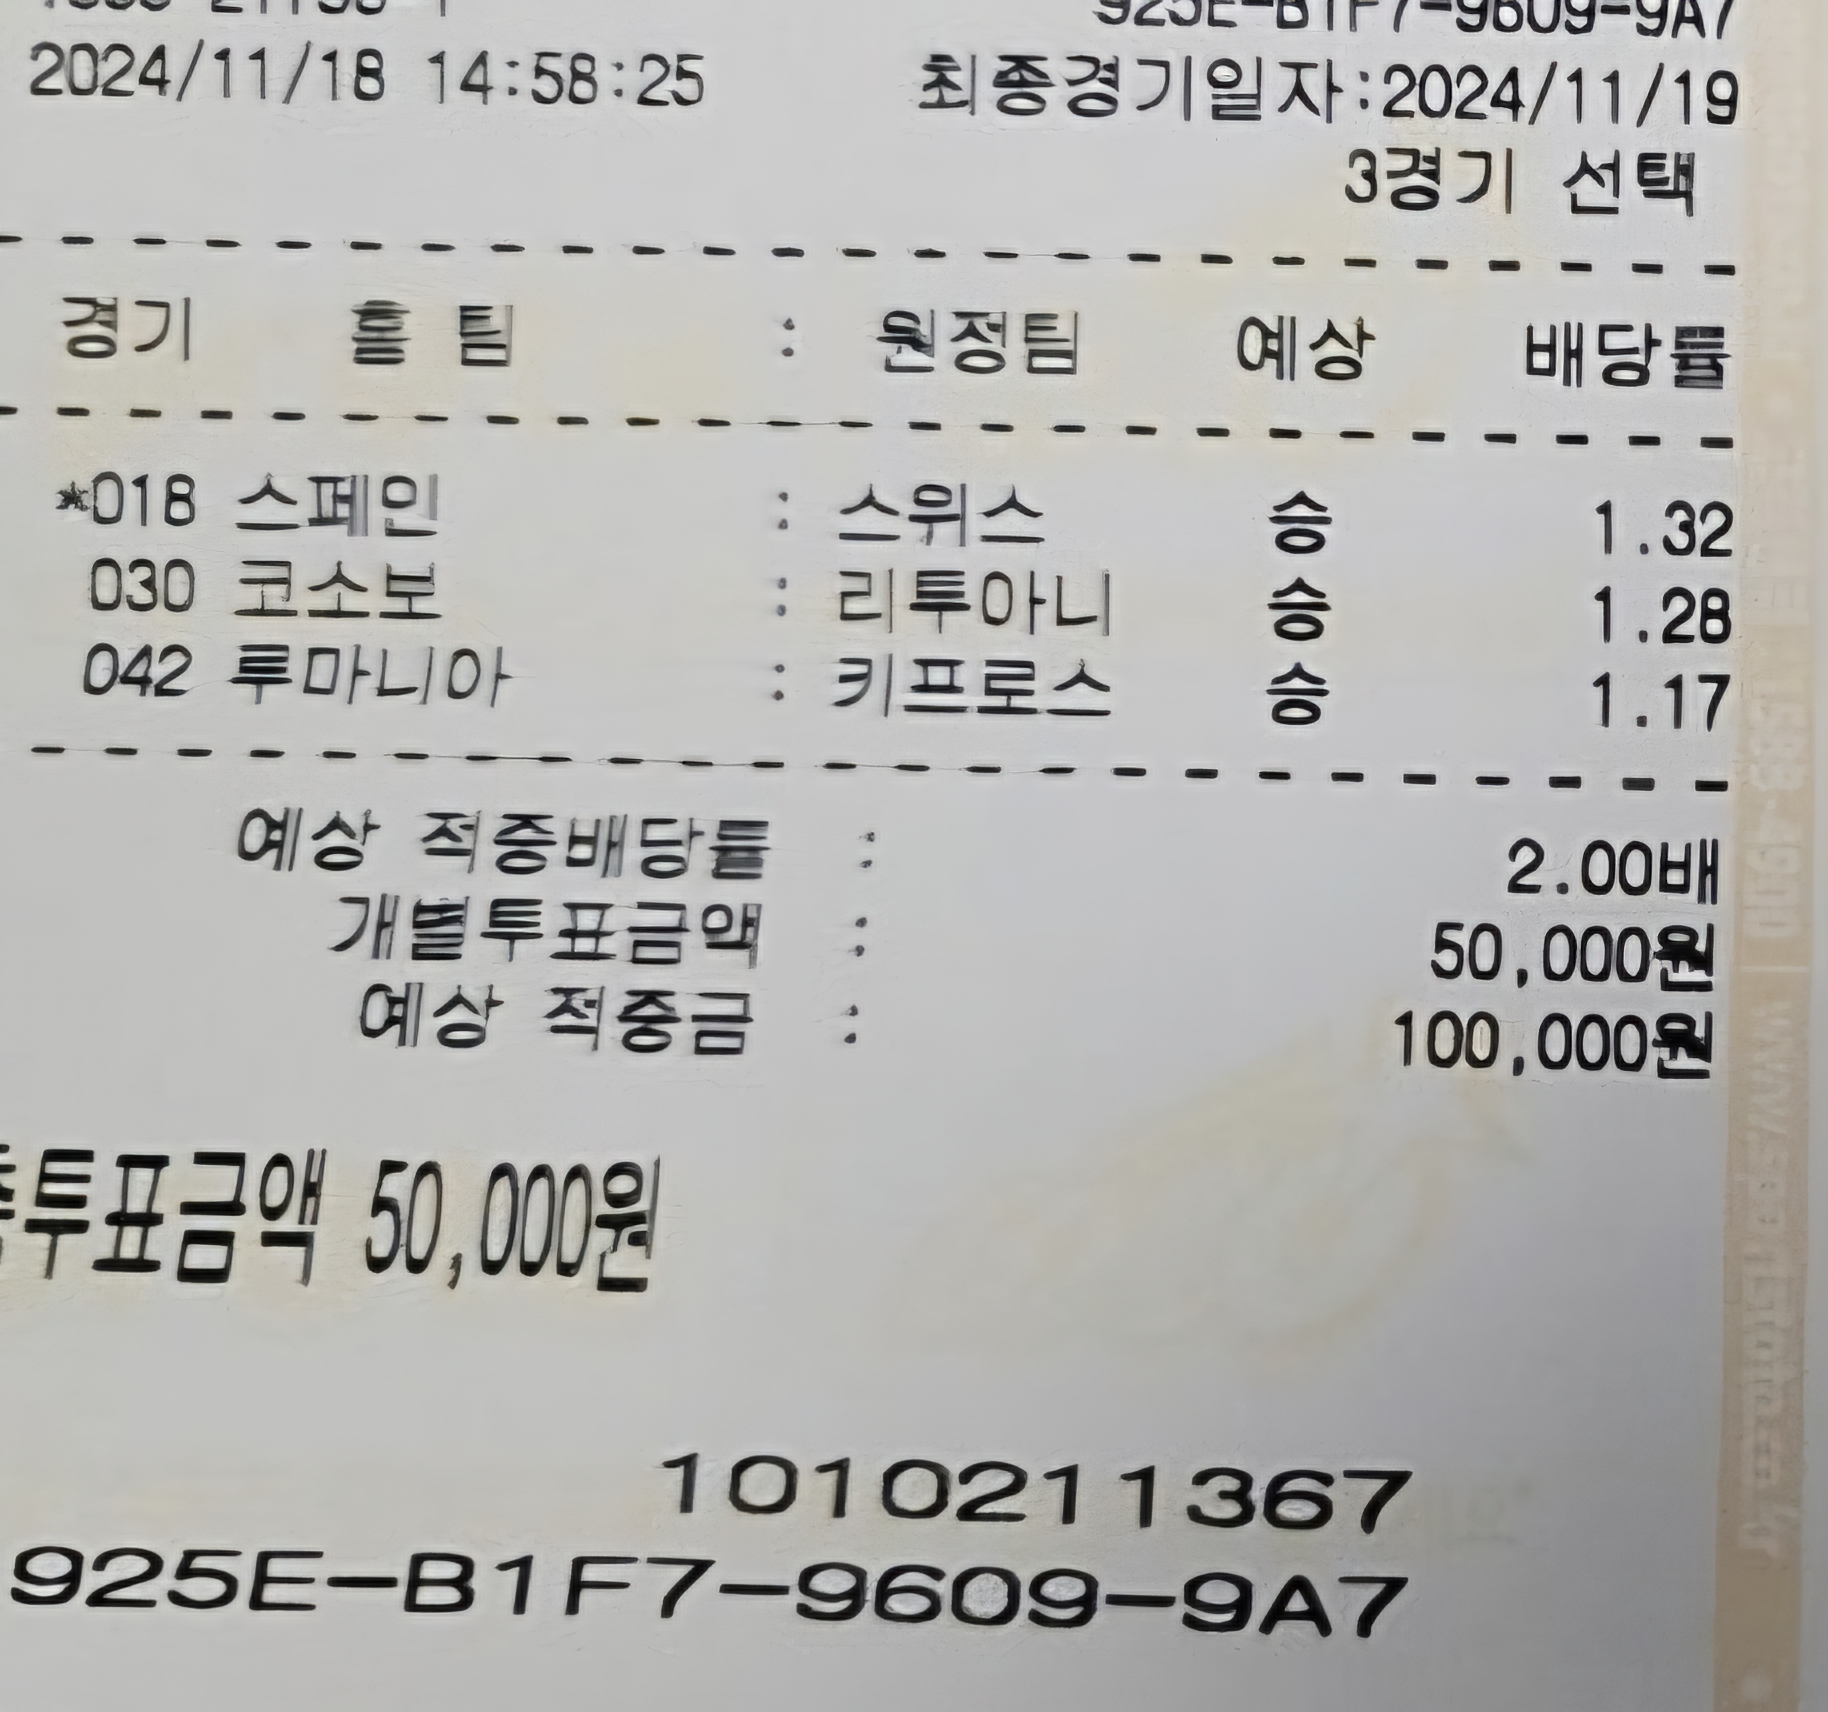 2024/11/18 14:58:25 최종경기일자:2024/11/19
3경기 선택
경기 홈 팀 : 원정팀 예상 배당률
*018 스페인 : 스위스 승 1.32
030 코소보 : 리투아니 승 1.28
042 루마니아 : 키프로스 승 1.17
예상 적중배당률 : 2.00배
개별투표금액 : 50,000원
예상 적중금 : 100,000원
총투표금액 50,000원
1010211367
925E-B1F7-9609-9A7